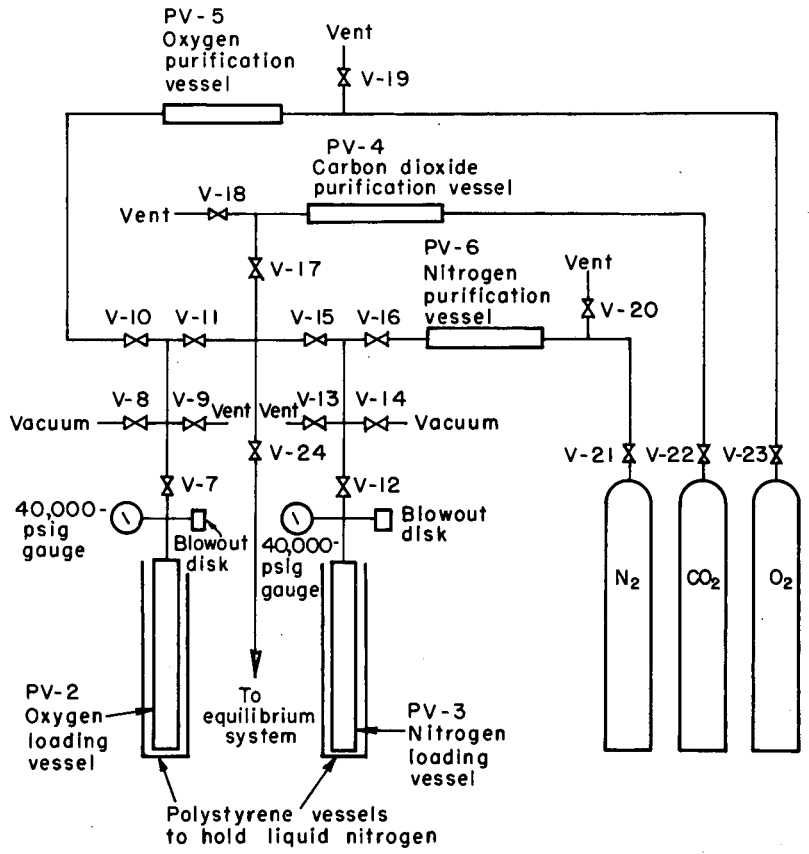 PV-5
Oxygen
purification
vessel
Vent
V-19
PV-4
Carbon dioxide
purification vessel
V-18
Vent
V-17
PV-6
Nitrogen
purification
vessel
Vent
V-20
V-10
V-11
V-15
V-16
V-8
V-9
Vacuum
Vent
Vent
V-13
V-14
Vacuum
V-24
V-21
V-22
V-23
V-7
V-12
40,000-
psig
gauge
Blowout
disk
40,000-
psig
gauge
Blowout
disk
N2
CO2
O2
PV-2
Oxygen
loading
vessel
To
equilibrium
system
PV-3
Nitrogen
loading
vessel
Polystyrene vessels
to hold liquid nitrogen